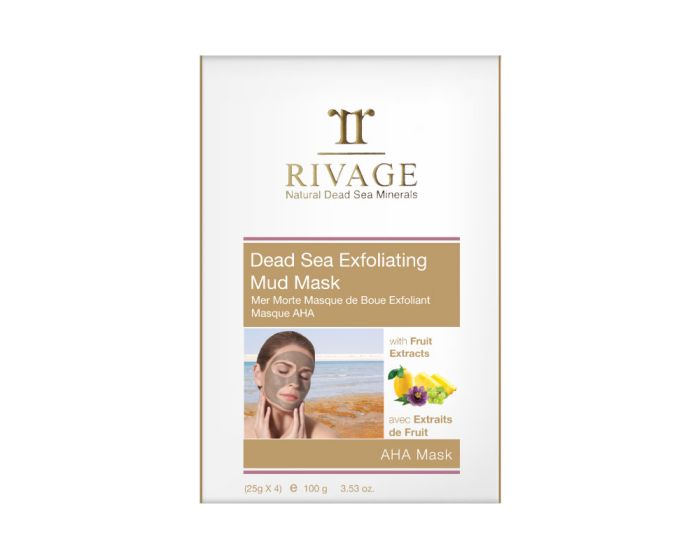 RIVAGE
Natural Dead Sea Minerals
Dead Sea Exfoliating
Mud Mask
Mer Morte Masque de Boue Exfoliant
Masque AHA
with Fruit
Extracts
avec Extraits
de Fruit
AHA Mask
(25g X 4) e 100 g 3.53 oz.